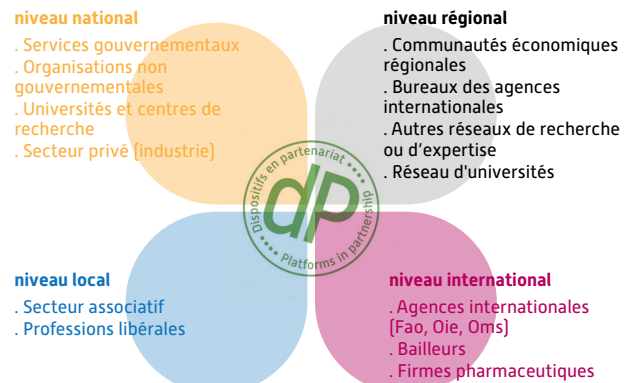 niveau national
. Services gouvernementaux
. Organisations non
gouvernementales
. Universités et centres de
recherche
. Secteur privé (industrie)
niveau régional
. Communautés économiques
régionales
. Bureaux des agences
internationales
. Autres réseaux de recherche
ou d'expertise
. Réseau d'universités
Dispositifs en partenariat
dP
Platforms in partnership
niveau local
. Secteur associatif
. Professions libérales
niveau international
. Agences internationales
(Fao, Oie, Oms)
. Bailleurs
. Firmes pharmaceutiques